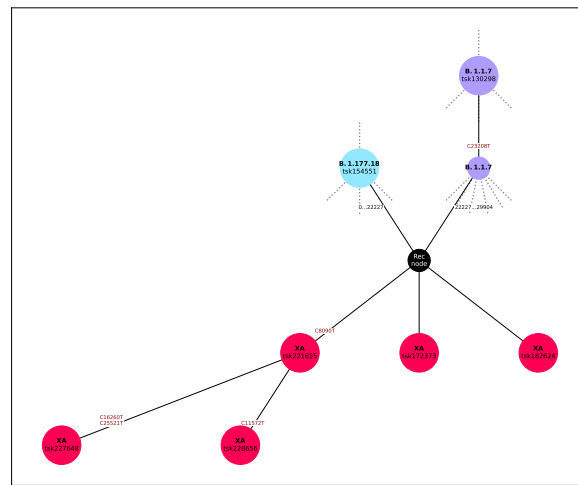 B.1.1.7
tsk130298
C23208T
B.1.177.18
tsk154551
B.1.1.7
0...22227
22227...29904
Rec
node
C8090T
XA
tsk221655
XA
tsk172373
XA
tsk182624
C16260T
C25521T
C11572T
XA
tsk227648
XA
tsk228656